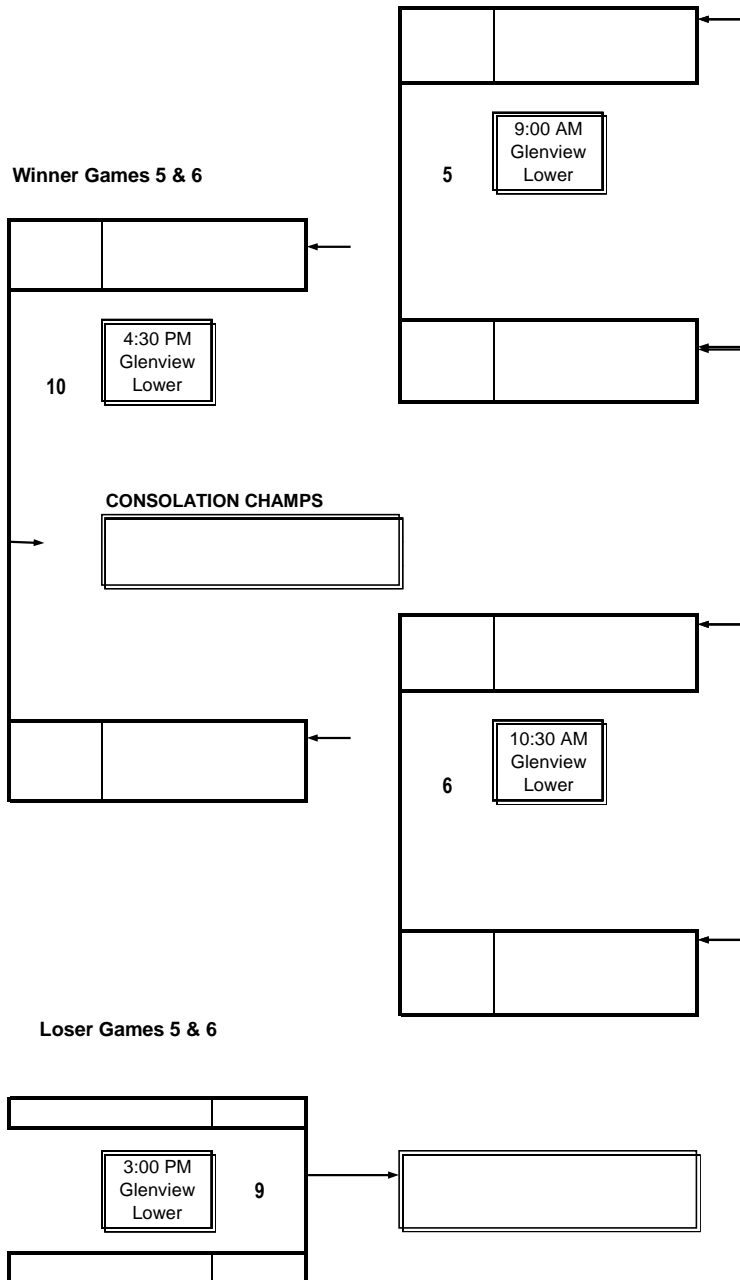 9:00 AM
Glenview
Lower
5
Winner Games 5 & 6
4:30 PM
Glenview
Lower
10
CONSOLATION CHAMPS
10:30 AM
Glenview
Lower
6
Loser Games 5 & 6
3:00 PM
Glenview
Lower
9